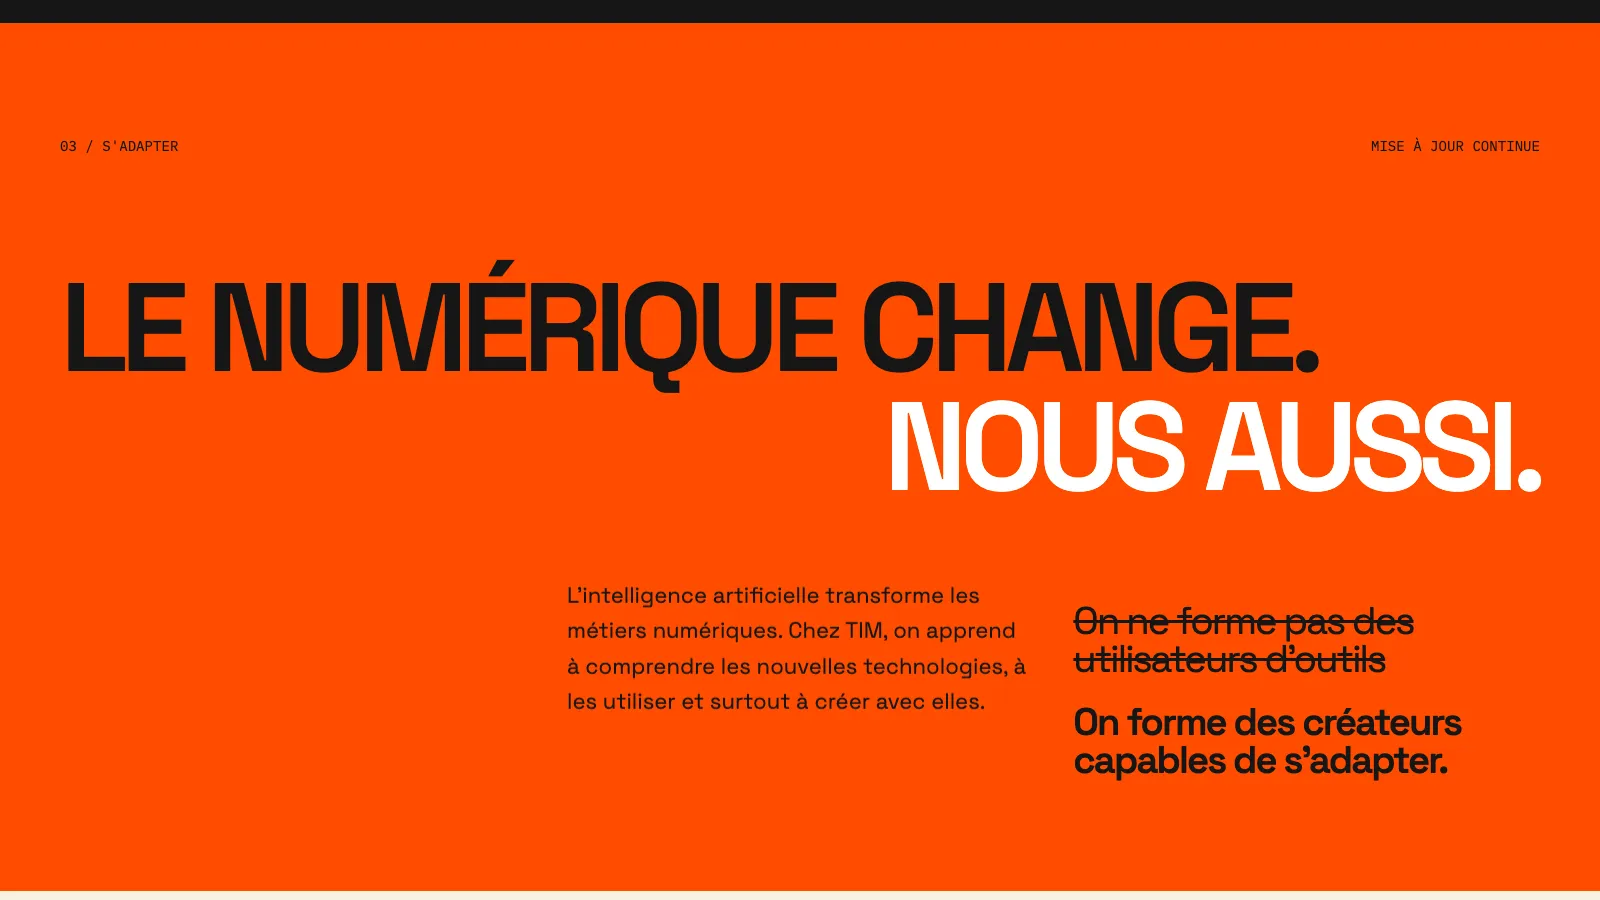 03 / S'ADAPTER
MISE À JOUR CONTINUE
LE NUMÉRIQUE CHANGE.
NOUS AUSSI.
L’intelligence artificielle transforme les
métiers numériques. Chez TIM, on apprend
à comprendre les nouvelles technologies, à
les utiliser et surtout à créer avec elles.
On ne forme pas des
utilisateurs d’outils
On forme des créateurs
capables de s’adapter.